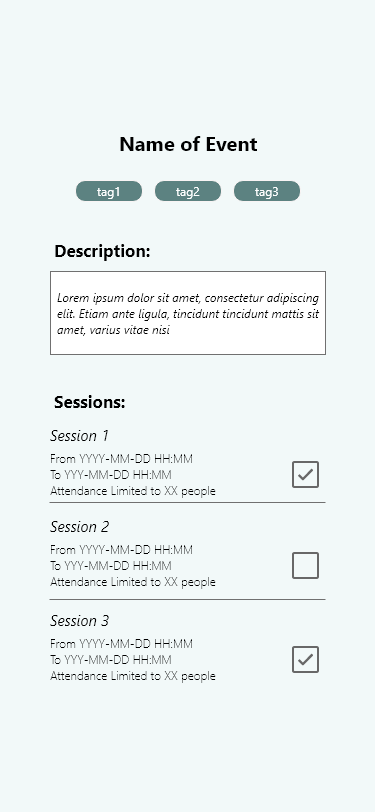 Name of Event
tag1 tag2 tag3
Description:
Lorem ipsum dolor sit amet, consectetur adipiscing
elit. Etiam ante ligula, tincidunt tincidunt mattis sit
amet, varius vitae nisi
Sessions:
Session 1
From YYYY-MM-DD HH:MM
To YYY-MM-DD HH:MM
Attendance Limited to XX people
Session 2
From YYYY-MM-DD HH:MM
To YYY-MM-DD HH:MM
Attendance Limited to XX people
Session 3
From YYYY-MM-DD HH:MM
To YYY-MM-DD HH:MM
Attendance Limited to XX people